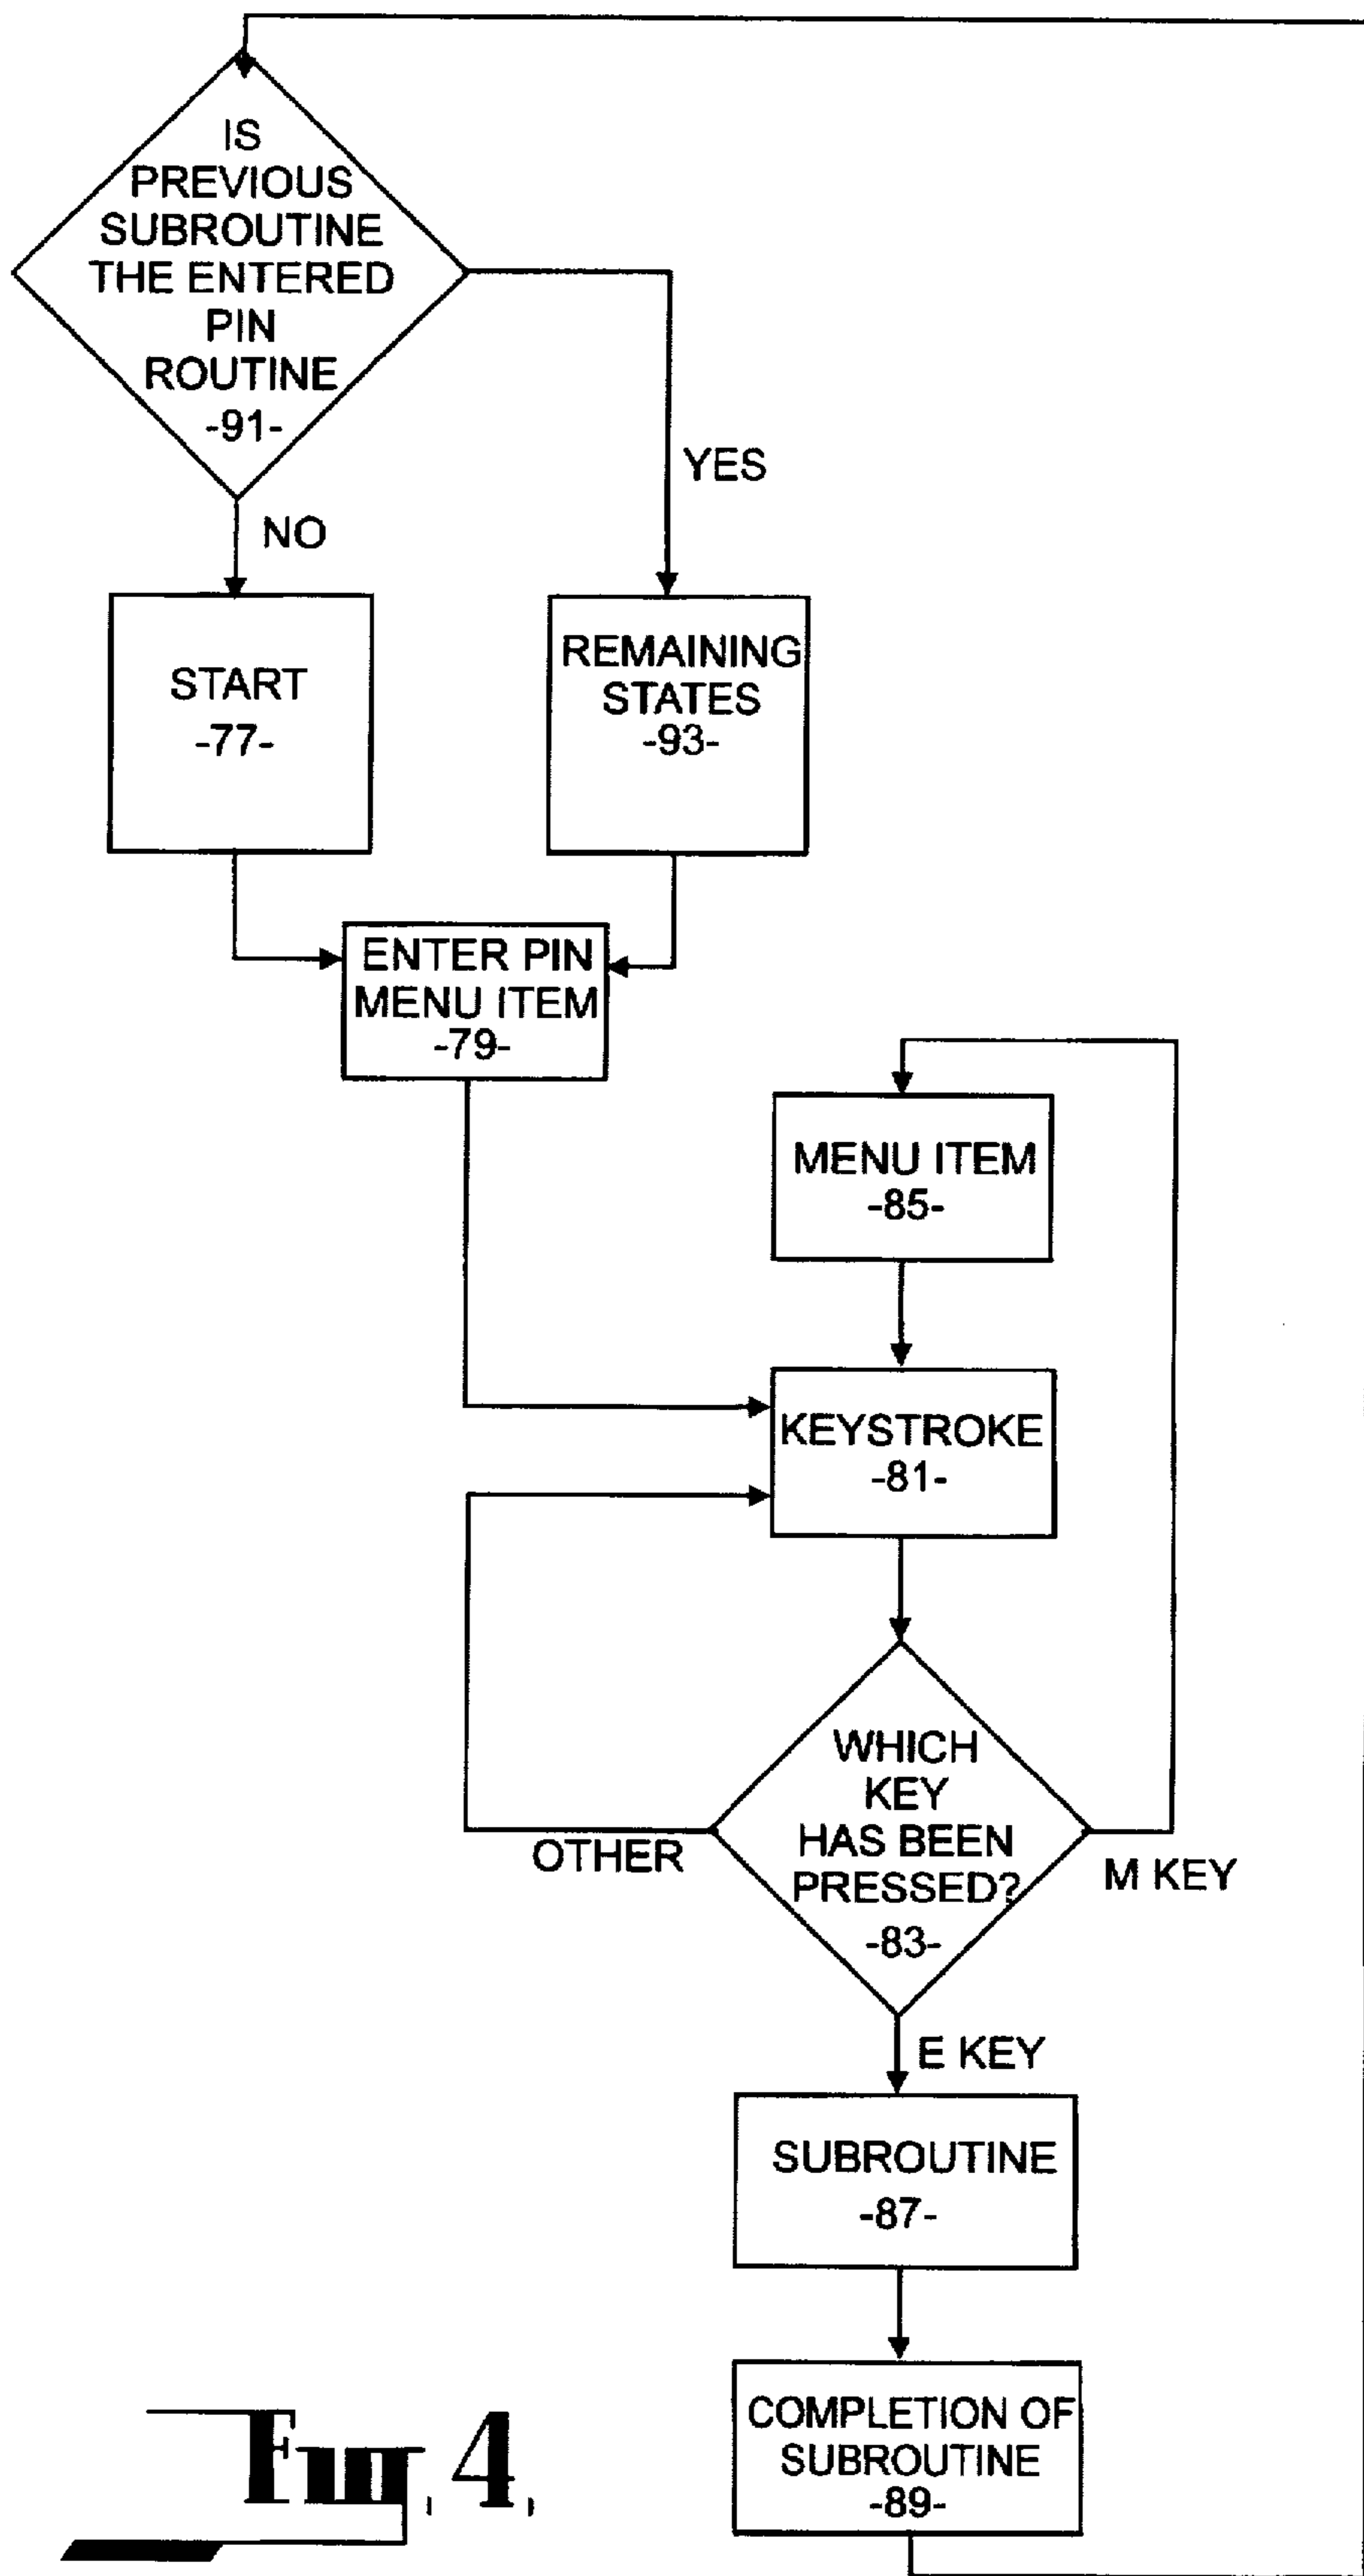 IS
PREVIOUS
SUBROUTINE
THE ENTERED
PIN
ROUTINE
-91-
YES
NO
START
-77-
REMAINING
STATES
-93-
ENTER PIN
MENU ITEM
-79-
MENU ITEM
-85-
KEYSTROKE
-81-
WHICH
KEY
HAS BEEN
PRESSED?
-83-
OTHER
M KEY
E KEY
SUBROUTINE
-87-
COMPLETION OF
SUBROUTINE
-89-
4